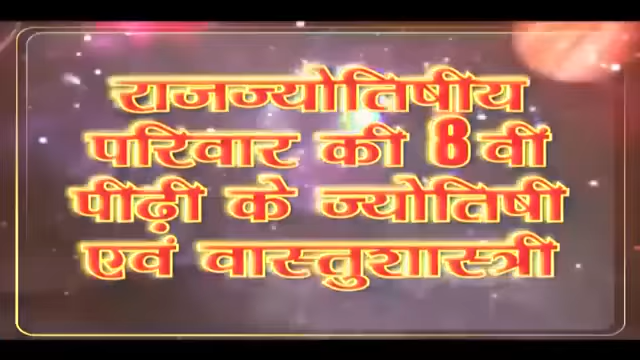 राजज्योतिषीय
परिवार की 8 वी
पीढ़ी के ज्योतिषी
एवं वास्तुशास्त्री